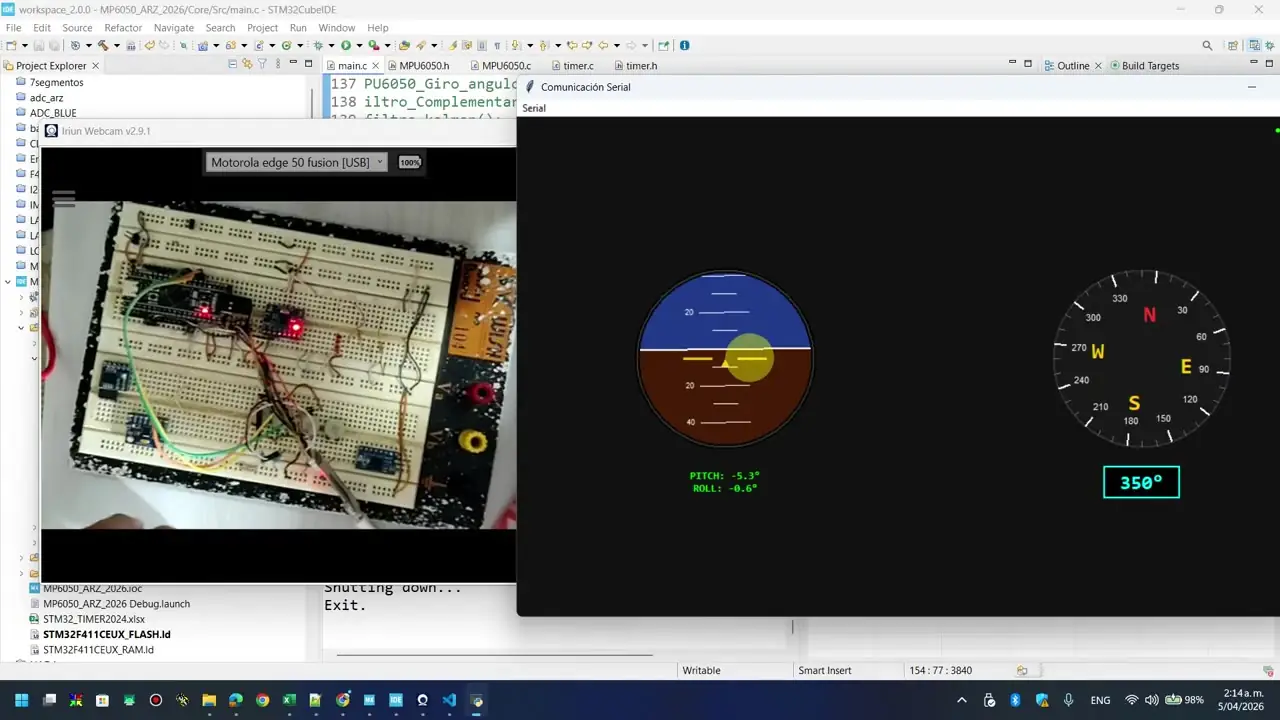 workspace_2.0.0 - MP6050_ARZ_2026/Core/Src/main.c - STM32CubeIDE
File Edit Source Refactor Navigate Search Project Run Window Help
Project Explorer
main.c
MPU6050.h
MPU6050.c
timer.c
timer.h
Outline
Build Targets
7segmentos
adc_arz
ADC_BLUE
137 PU6050_Giro_angulo
138 iltro_Complementar
Iriun Webcam v2.9.1
Motorola edge 50 fusion [USB]
100%
Comunicación Serial
Serial
20
20
40
PITCH: -5.3°
ROLL: -0.6°
N
30
60
E
90
120
150
S
180
210
240
W
270
300
330
350°
MP6050_ARZ_2026.ioc
MP6050_ARZ_2026 Debug.launch
STM32_TIMER2024.xlsx
STM32F411CEUX_FLASH.ld
STM32F411CEUX_RAM.ld
Shutting down...
Exit.
Writable
Smart Insert
154 : 77 : 3840
ENG
98%
2:14 a. m.
5/04/2026